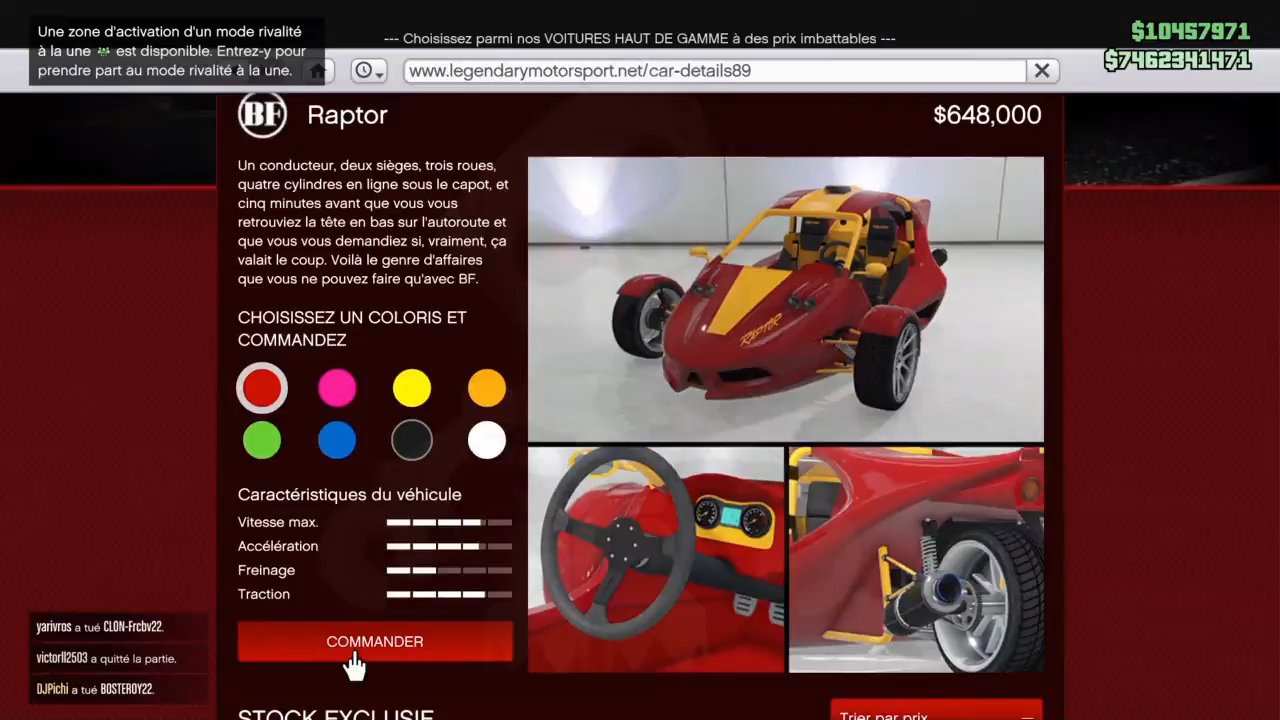 Une zone d'activation d'un mode rivalité
à la une est disponible. Entrez-y pour
prendre part au mode rivalité à la une.
--- Choisissez parmi nos VOITURES HAUT DE GAMME à des prix imbattables ---
$10457971
$7462341471
www.legendarymotorsport.net/car-details89
BF
Raptor
$648,000
Un conducteur, deux sièges, trois roues,
quatre cylindres en ligne sous le capot, et
cinq minutes avant que vous vous
retrouviez la tête en bas sur l'autoroute et
que vous vous demandiez si, vraiment, ça
valait le coup. Voilà le genre d'affaires
que vous ne pouvez faire qu'avec BF.
RAPTOR
CHOISISSEZ UN COLORIS ET
COMMANDEZ
Caractéristiques du véhicule
Vitesse max.
Accélération
Freinage
Traction
COMMANDER
yarivros a tué CLON-Frcbv22.
victorll2503 a quitté la partie.
DJPichi a tué BOSTEROY22.
STOCK EXCLUSIF
Trier par prix